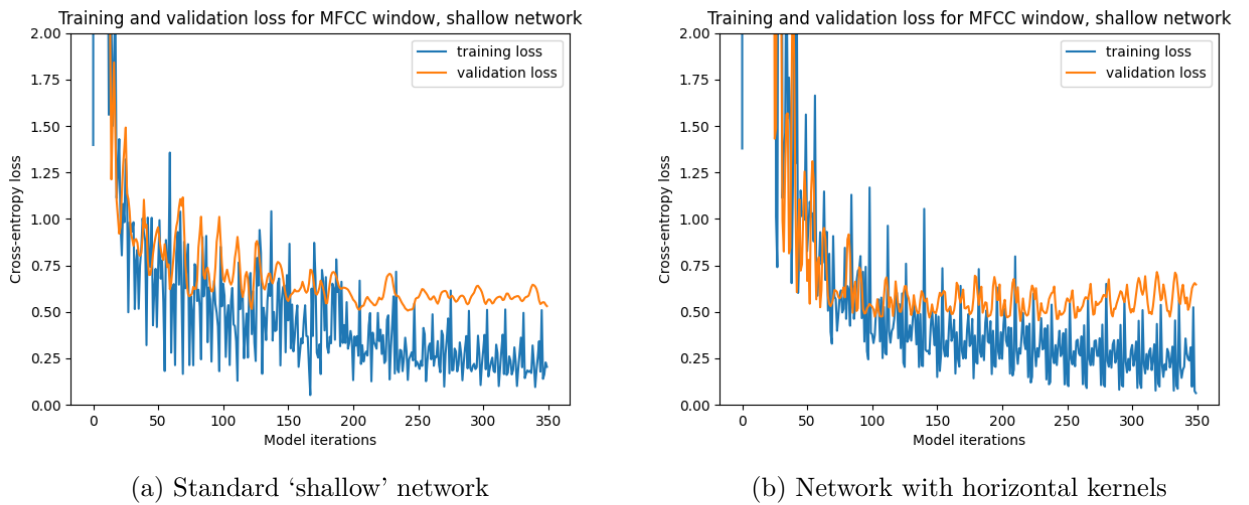 Training and validation loss for MFCC window, shallow network
2.00
1.75
1.50
1.25
1.00
0.75
0.50
0.25
0.00
Cross-entropy loss
training loss
validation loss
0 50 100 150 200 250 300 350
Model iterations
(a) Standard ‘shallow’ network
Training and validation loss for MFCC window, shallow network
2.00
1.75
1.50
1.25
1.00
0.75
0.50
0.25
0.00
Cross-entropy loss
training loss
validation loss
0 50 100 150 200 250 300 350
Model iterations
(b) Network with horizontal kernels